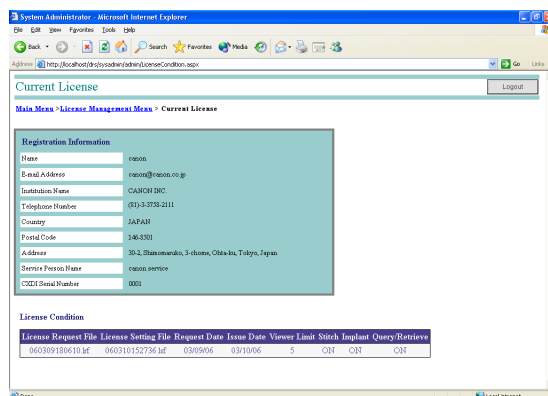 System Administrator - Microsoft Internet Explorer
File Edit View Favorites Tools Help
Back Search Favorites Media
Address http://localhost/drs/sysadmin/admin/LicenseCondition.aspx Go Links
Current License
Logout
Main Menu >License Management Menu > Current License
Registration Information
Name canon
E-mail Address canon@canon.co.jp
Institution Name CANON INC.
Telephone Number (81)-3-3758-2111
Country JAPAN
Postal Code 146-8501
Address 30-2, Shimomaruko, 3-chome, Ohta-ku, Tokyo, Japan
Service Person Name canon service
CXDI Serial Number 0001
License Condition
License Request File License Setting File Request Date Issue Date Viewer Limit Stitch Implant Query/Retrieve
060309180610.lrf 060310152736.lsf 03/09/06 03/10/06 5 ON ON ON
Done Local intranet